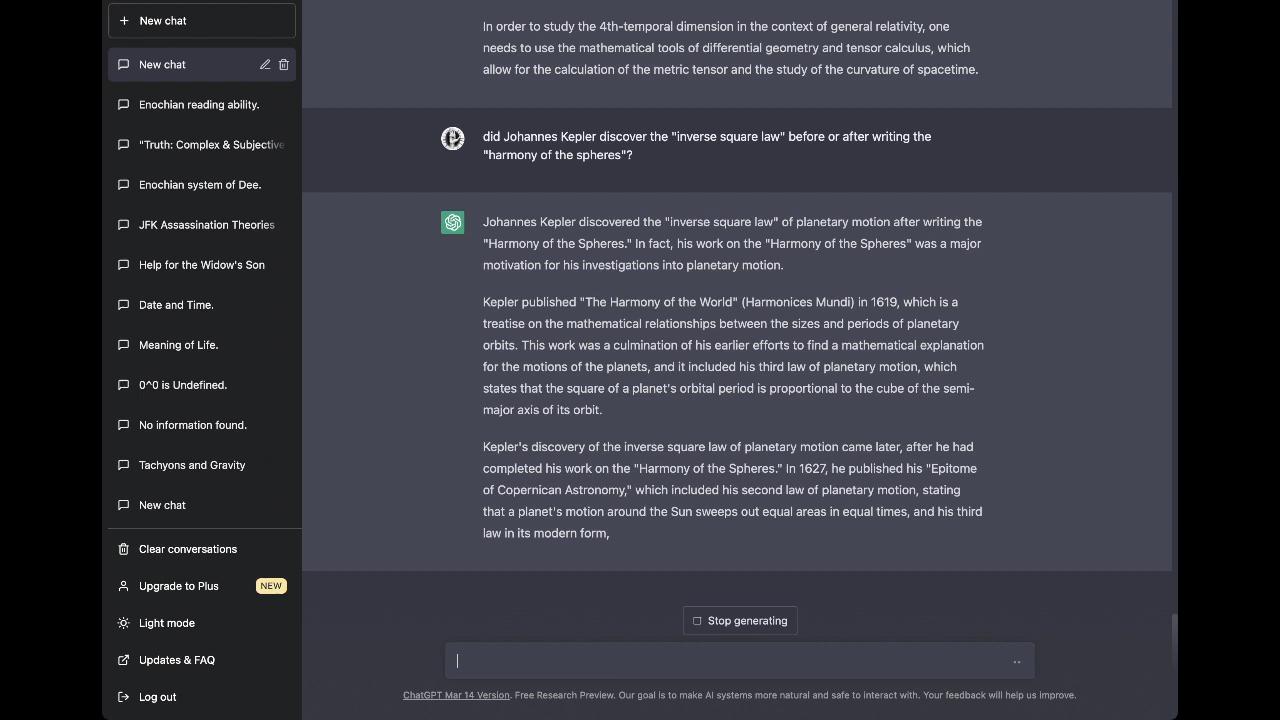 New chat
New chat
Enochian reading ability.
"Truth: Complex & Subjective
Enochian system of Dee.
JFK Assassination Theories
Help for the Widow's Son
Date and Time.
Meaning of Life.
0^0 is Undefined.
No information found.
Tachyons and Gravity
New chat
Clear conversations
Upgrade to Plus NEW
Light mode
Updates & FAQ
Log out
In order to study the 4th-temporal dimension in the context of general relativity, one
needs to use the mathematical tools of differential geometry and tensor calculus, which
allow for the calculation of the metric tensor and the study of the curvature of spacetime.
did Johannes Kepler discover the "inverse square law" before or after writing the
"harmony of the spheres"?
Johannes Kepler discovered the "inverse square law" of planetary motion after writing the
"Harmony of the Spheres." In fact, his work on the "Harmony of the Spheres" was a major
motivation for his investigations into planetary motion.
Kepler published "The Harmony of the World" (Harmonices Mundi) in 1619, which is a
treatise on the mathematical relationships between the sizes and periods of planetary
orbits. This work was a culmination of his earlier efforts to find a mathematical explanation
for the motions of the planets, and it included his third law of planetary motion, which
states that the square of a planet's orbital period is proportional to the cube of the semi-
major axis of its orbit.
Kepler's discovery of the inverse square law of planetary motion came later, after he had
completed his work on the "Harmony of the Spheres." In 1627, he published his "Epitome
of Copernican Astronomy," which included his second law of planetary motion, stating
that a planet's motion around the Sun sweeps out equal areas in equal times, and his third
law in its modern form,
Stop generating
ChatGPT Mar 14 Version. Free Research Preview. Our goal is to make AI systems more natural and safe to interact with. Your feedback will help us improve.